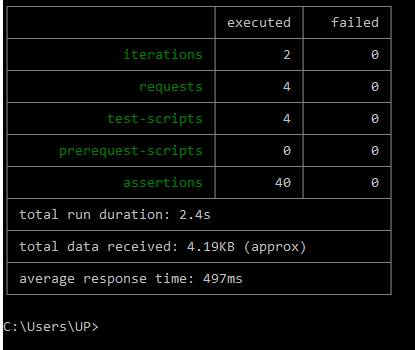 executed failed
iterations 2 0
requests 4 0
test-scripts 4 0
prerequest-scripts 0 0
assertions 40 0
total run duration: 2.4s
total data received: 4.19KB (approx)
average response time: 497ms
C:\Users\UP>